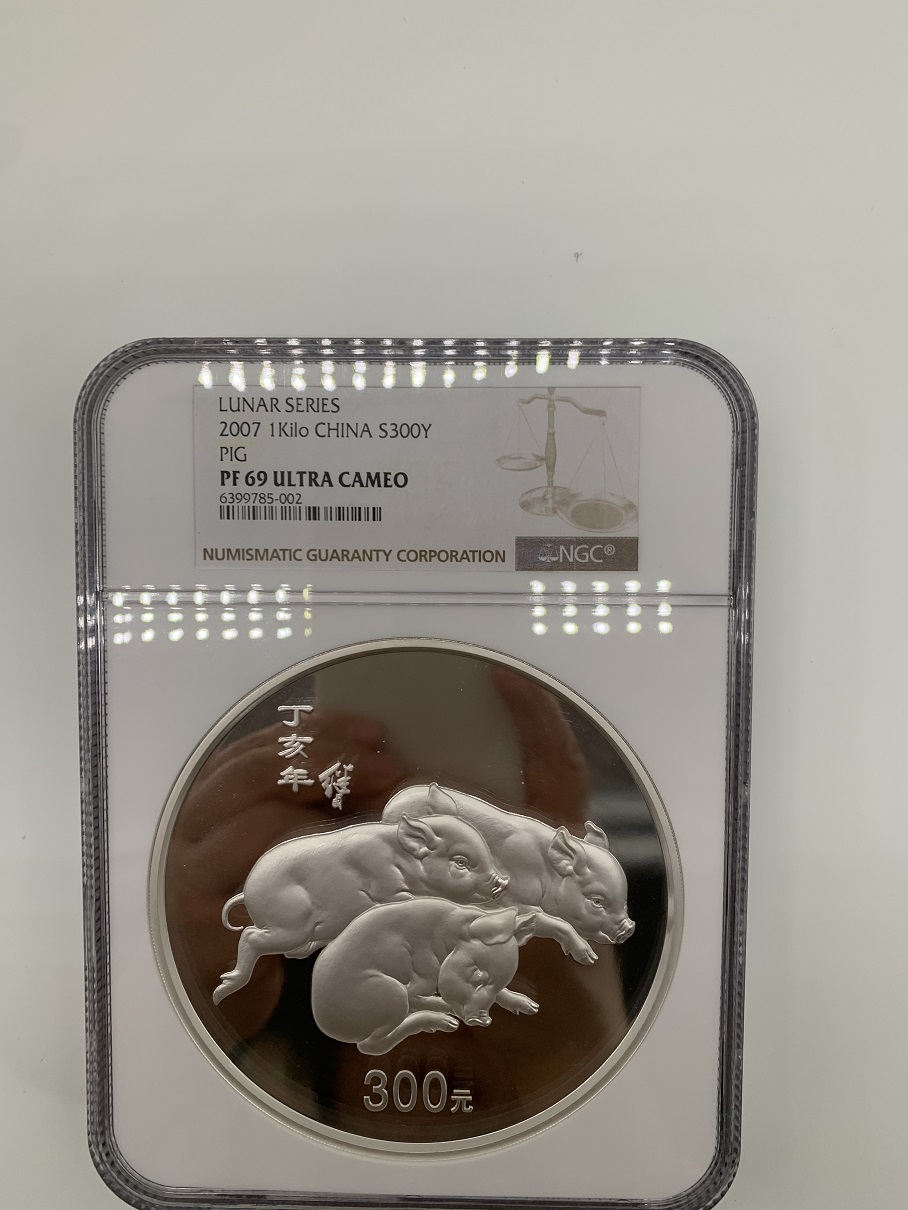 LUNAR SERIES
2007 1Kilo CHINA S300Y
PIG
PF 69 ULTRA CAMEO
6399785-002
NUMISMATIC GUARANTY CORPORATION
NGC®
丁亥年
300元